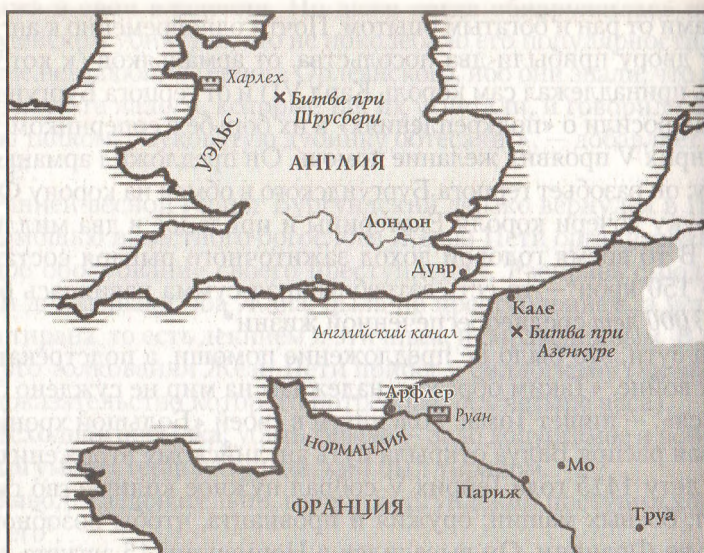 Харлех
Битва при
Шрусбери
УЭЛЬС
АНГЛИЯ
Лондон
Дувр
Кале
Английский канал
Битва при
Азенкуре
Арфлер
Руан
НОРМАНДИЯ
Мо
Париж
ФРАНЦИЯ
Труа